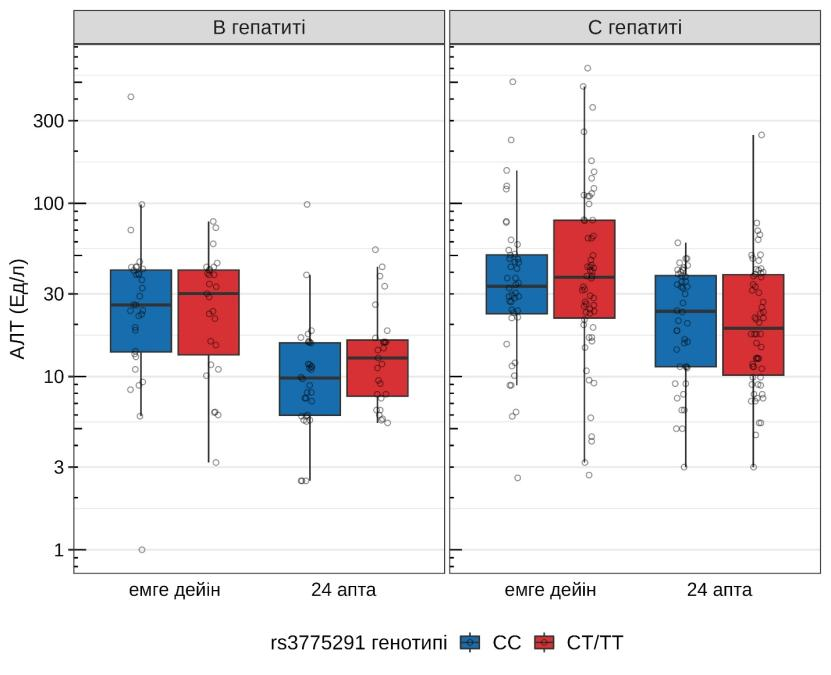 В гепатиті
С гепатиті
АЛТ (Ед/л)
300
100
30
10
3
1
емге дейін
24 апта
емге дейін
24 апта
rs3775291 генотипі CC CT/TT